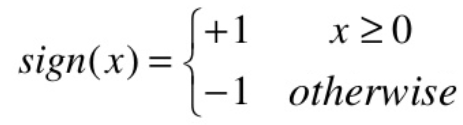 sign(x) = { +1 x ≥ 0
−1 otherwise